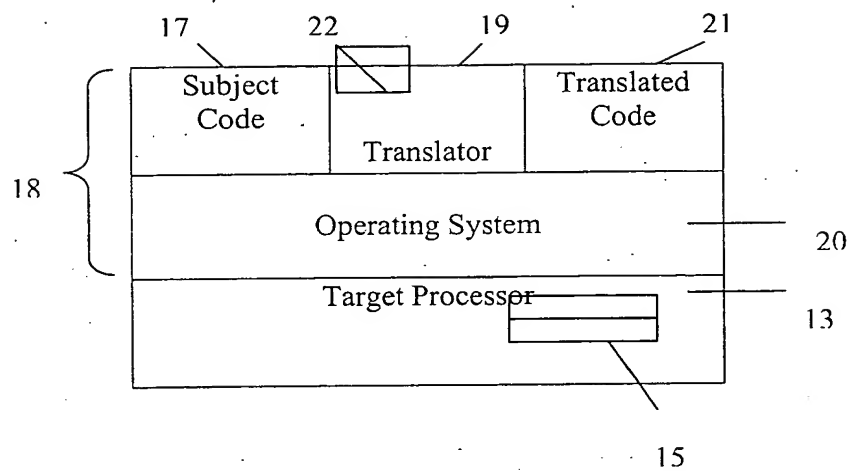 17 22 19 21
Subject Code
Translator
Translated Code
18
Operating System
20
Target Processor
13
15